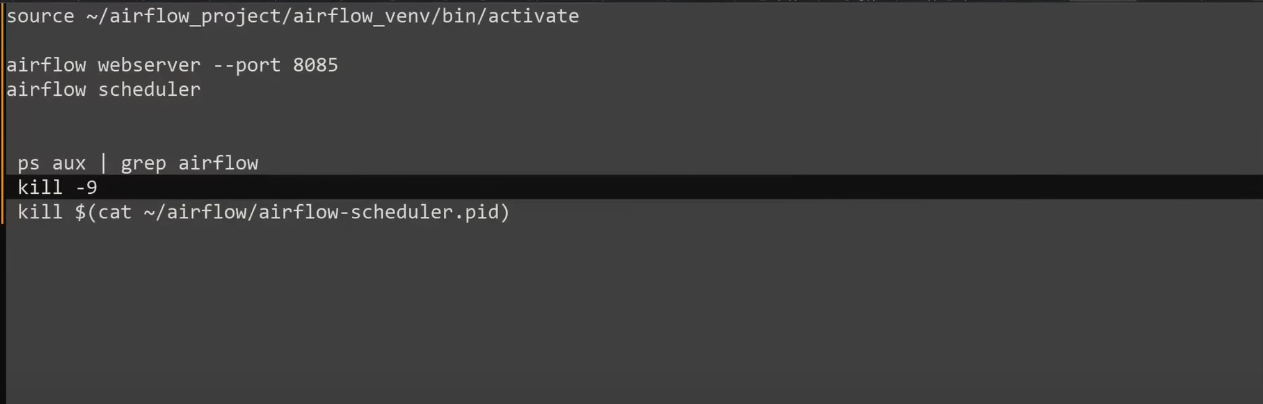 source ~/airflow_project/airflow_venv/bin/activate
airflow webserver --port 8085
airflow scheduler
ps aux | grep airflow
kill -9
kill $(cat ~/airflow/airflow-scheduler.pid)